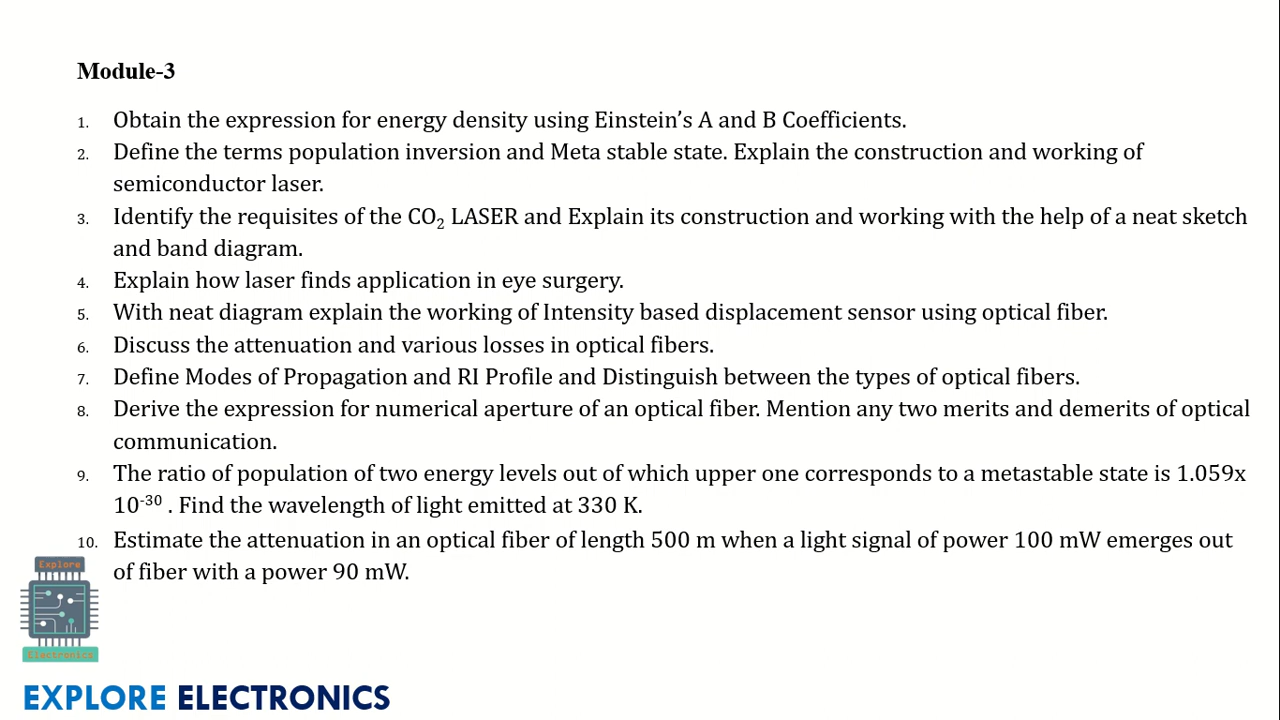 Module-3
1. Obtain the expression for energy density using Einstein’s A and B Coefficients.
2. Define the terms population inversion and Meta stable state. Explain the construction and working of
semiconductor laser.
3. Identify the requisites of the CO₂ LASER and Explain its construction and working with the help of a neat sketch
and band diagram.
4. Explain how laser finds application in eye surgery.
5. With neat diagram explain the working of Intensity based displacement sensor using optical fiber.
6. Discuss the attenuation and various losses in optical fibers.
7. Define Modes of Propagation and RI Profile and Distinguish between the types of optical fibers.
8. Derive the expression for numerical aperture of an optical fiber. Mention any two merits and demerits of optical
communication.
9. The ratio of population of two energy levels out of which upper one corresponds to a metastable state is 1.059x
10⁻³⁰ . Find the wavelength of light emitted at 330 K.
10. Estimate the attenuation in an optical fiber of length 500 m when a light signal of power 100 mW emerges out
of fiber with a power 90 mW.
Explore
Electronics
EXPLORE ELECTRONICS